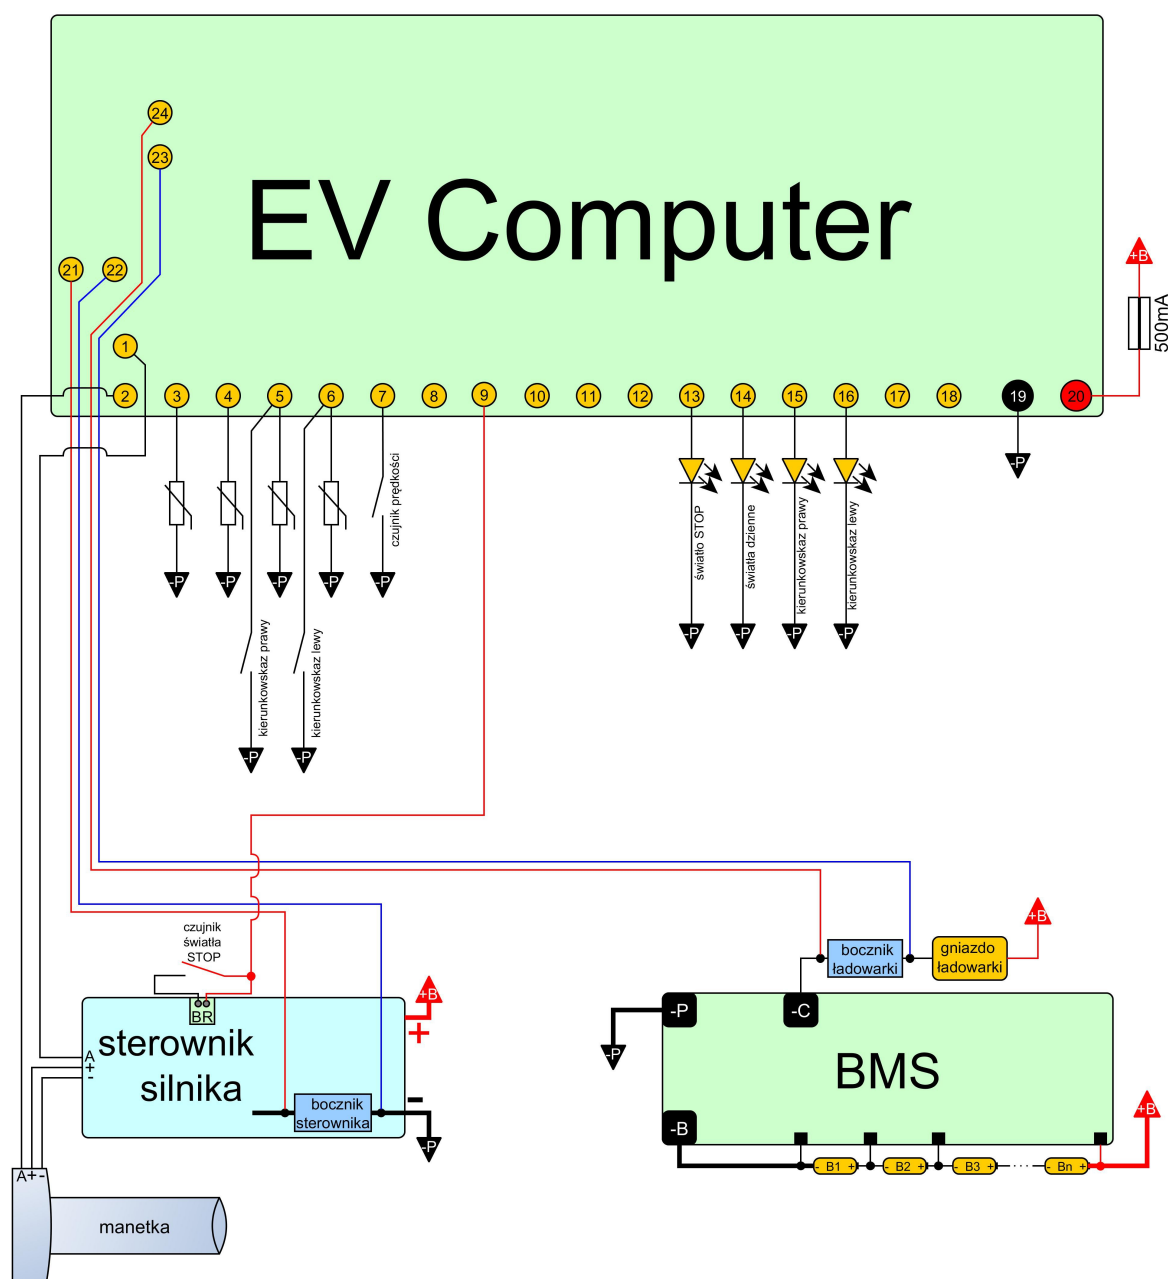 24
23
EV Computer
21
22
+B
500mA
1
2
3
4
5
6
7
8
9
10
11
12
13
14
15
16
17
18
19
20
czujnik prędkości
-P
światło STOP
światła dzienne
kierunkowskaz prawy
kierunkowskaz lewy
-P
-P
-P
-P
-P
-P
-P
-P
-P
kierunkowskaz prawy
kierunkowskaz lewy
-P
-P
czujnik
światła
STOP
+B
bocznik
ładowarki
gniazdo
ładowarki
+B
BR
+
sterownik
silnika
A
+
-
bocznik
sterownika
-
-P
-P
-C
-P
BMS
-B
+B
- B1 +
- B2 +
- B3 +
- Bn +
A+-
manetka